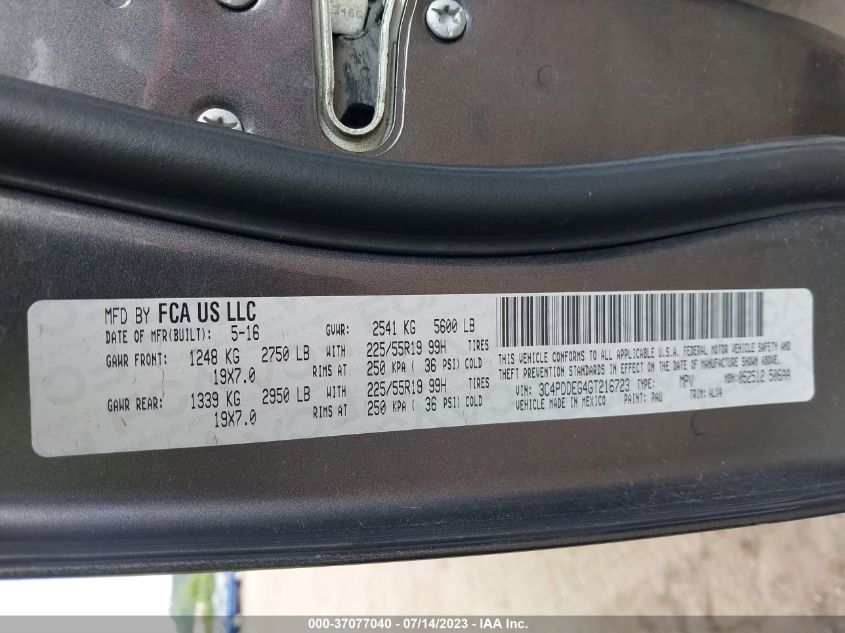 MFD BY FCA US LLC
DATE OF MFR(BUILT): 5-16 GVWR: 2541 KG 5600 LB
GAWR FRONT: 1248 KG 2750 LB WITH 225/55R19 99H TIRES
19X7.0 RIMS AT 250 KPA ( 36 PSI) COLD
GAWR REAR: 1339 KG 2950 LB WITH 225/55R19 99H TIRES
19X7.0 RIMS AT 250 KPA ( 36 PSI) COLD
THIS VEHICLE CONFORMS TO ALL APPLICABLE U.S.A. FEDERAL MOTOR VEHICLE SAFETY AND
THEFT PREVENTION STANDARDS IN EFFECT ON THE DATE OF MANUFACTURE SHOWN ABOVE.
VIN: 3C4PDDEG4GT216723 TYPE: MPV MDH: 052512 506AA
VEHICLE MADE IN MEXICO PAINT: PAU TRIM: ALDA
000-37077040 - 07/14/2023 - IAA Inc.